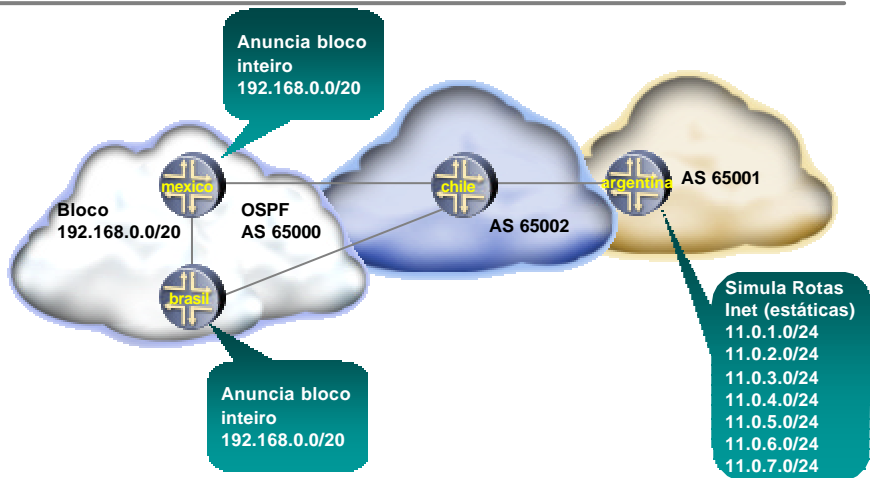 Anuncia bloco
inteiro
192.168.0.0/20
mexico
chile
argentina
AS 65001
Bloco
192.168.0.0/20
OSPF
AS 65000
AS 65002
brasil
Anuncia bloco
inteiro
192.168.0.0/20
Simula Rotas
Inet (estáticas)
11.0.1.0/24
11.0.2.0/24
11.0.3.0/24
11.0.4.0/24
11.0.5.0/24
11.0.6.0/24
11.0.7.0/24